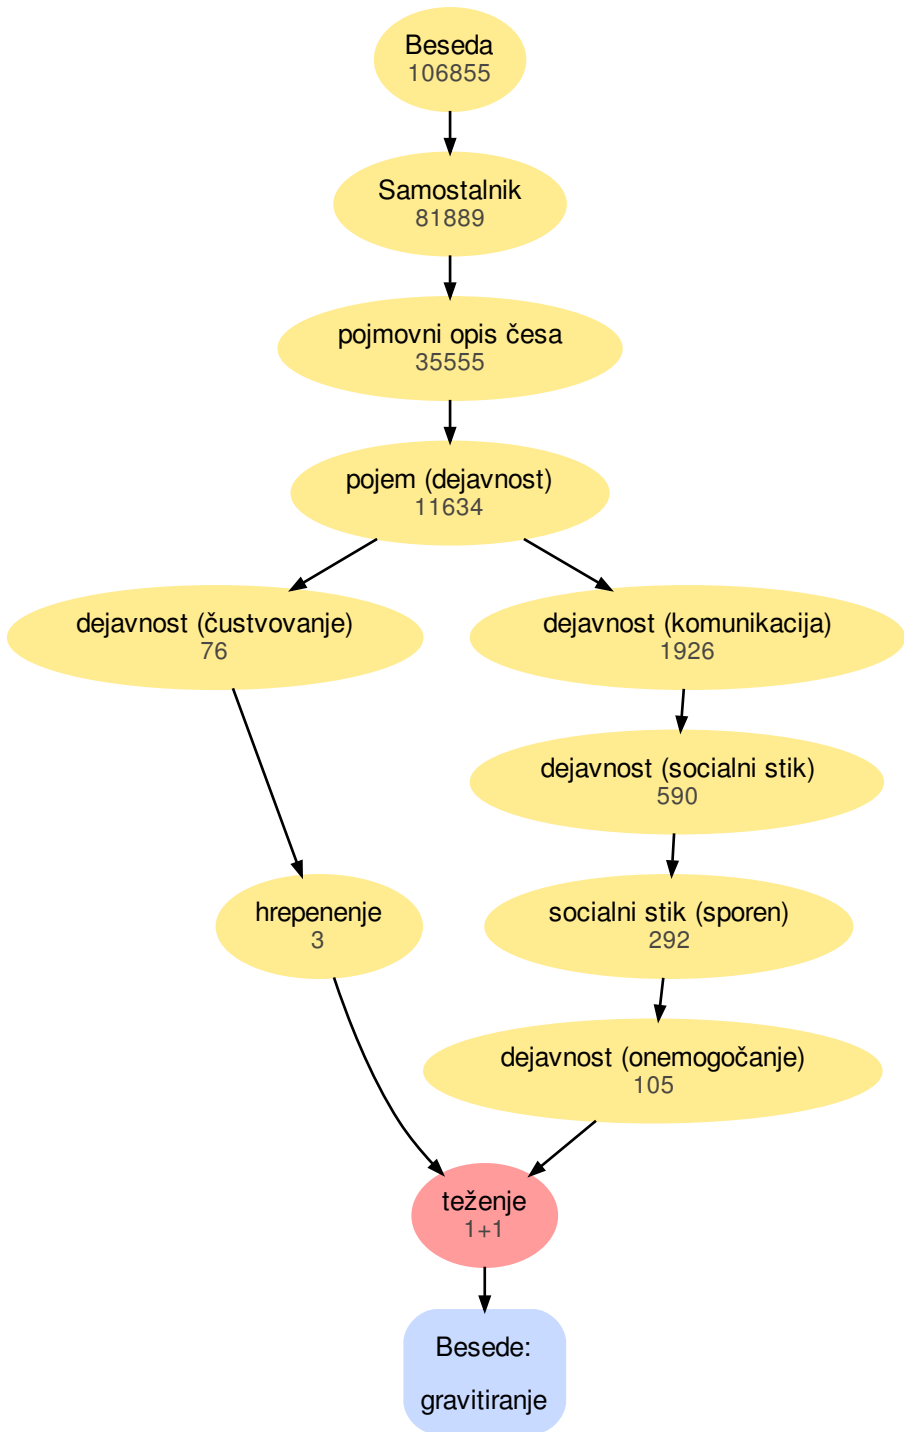 Beseda
106855
Samostalnik
81889
pojmovni opis česa
35555
pojem (dejavnost)
11634
dejavnost (čustvovanje)
76
dejavnost (komunikacija)
1926
dejavnost (socialni stik)
590
hrepenenje
3
socialni stik (sporen)
292
dejavnost (onemogočanje)
105
teženje
1+1
Besede:
gravitiranje